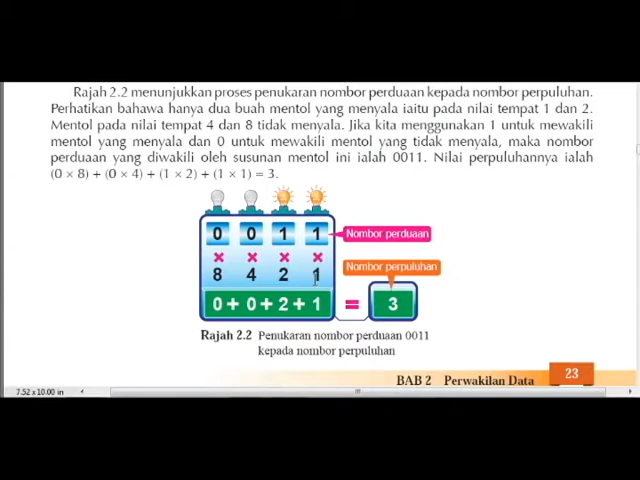 Rajah 2.2 menunjukkan proses penukaran nombor perduaan kepada nombor perpuluhan.
Perhatikan bahawa hanya dua buah mentol yang menyala iaitu pada nilai tempat 1 dan 2.
Mentol pada nilai tempat 4 dan 8 tidak menyala. Jika kita menggunakan 1 untuk mewakili
mentol yang menyala dan 0 untuk mewakili mentol yang tidak menyala, maka nombor
perduaan yang diwakili oleh susunan mentol ini ialah 0011. Nilai perpuluhannya ialah
(0 × 8) + (0 × 4) + (1 × 2) + (1 × 1) = 3.
0 0 1 1 Nombor perduaan
× × × ×
Nombor perpuluhan
8 4 2 1
0 + 0 + 2 + 1 = 3
Rajah 2.2 Penukaran nombor perduaan 0011
kepada nombor perpuluhan
BAB 2 Perwakilan Data 23
7.52 x 10.00 in